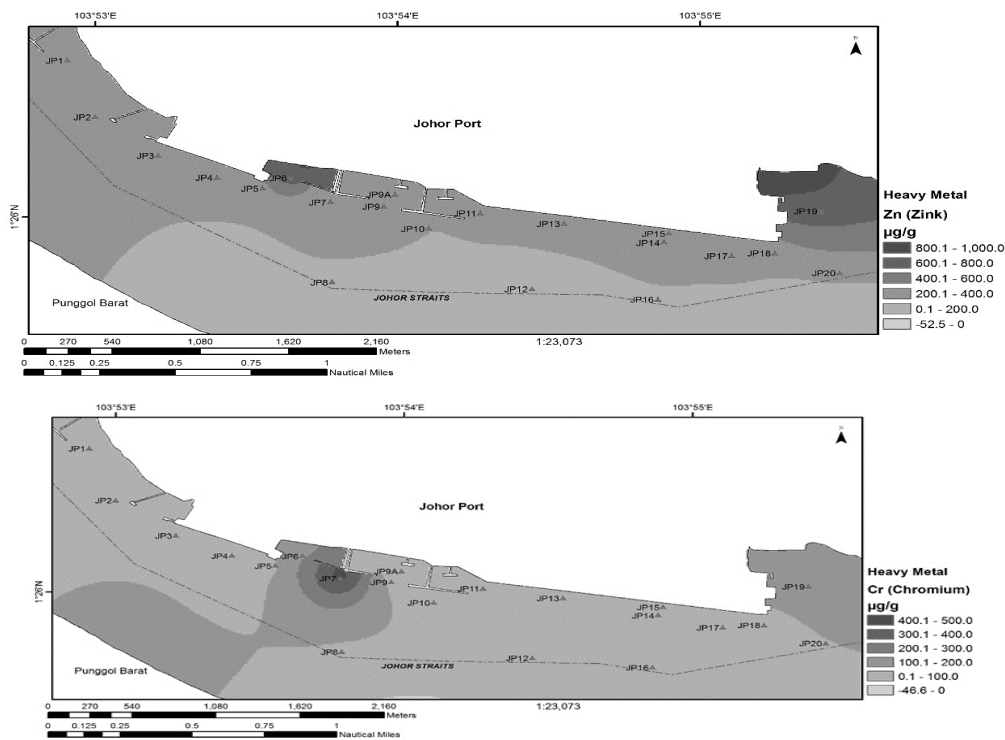 103°53'E 103°54'E 103°55'E
N
JP1
Johor Port
JP2
JP3
JP4 JP6
JP5 JP9A JP19
JP7 JP9
1°26'N JP11
JP10 JP13 JP15
JP14
JP17 JP18
JP8 JP20
JP12
Punggol Barat JOHOR STRAITS JP16
Heavy Metal
Zn (Zink)
µg/g
800.1 - 1,000.0
600.1 - 800.0
400.1 - 600.0
200.1 - 400.0
0.1 - 200.0
-52.5 - 0
0 270 540 1,080 1,620 2,160 1:23,073
Meters
0 0.125 0.25 0.5 0.75 1
Nautical Miles
103°53'E 103°54'E 103°55'E
N
JP1
JP2 Johor Port
JP3
JP4 JP6
JP5 JP9A
JP7 JP9 JP19
1°26'N JP11
JP10 JP13 JP15
JP14
JP17 JP18
JP8 JP20
JP12
Punggol Barat JOHOR STRAITS JP16
Heavy Metal
Cr (Chromium)
µg/g
400.1 - 500.0
300.1 - 400.0
200.1 - 300.0
100.1 - 200.0
0.1 - 100.0
-46.6 - 0
0 270 540 1,080 1,620 2,160 1:23,073
Meters
0 0.125 0.25 0.5 0.75 1
Nautical Miles